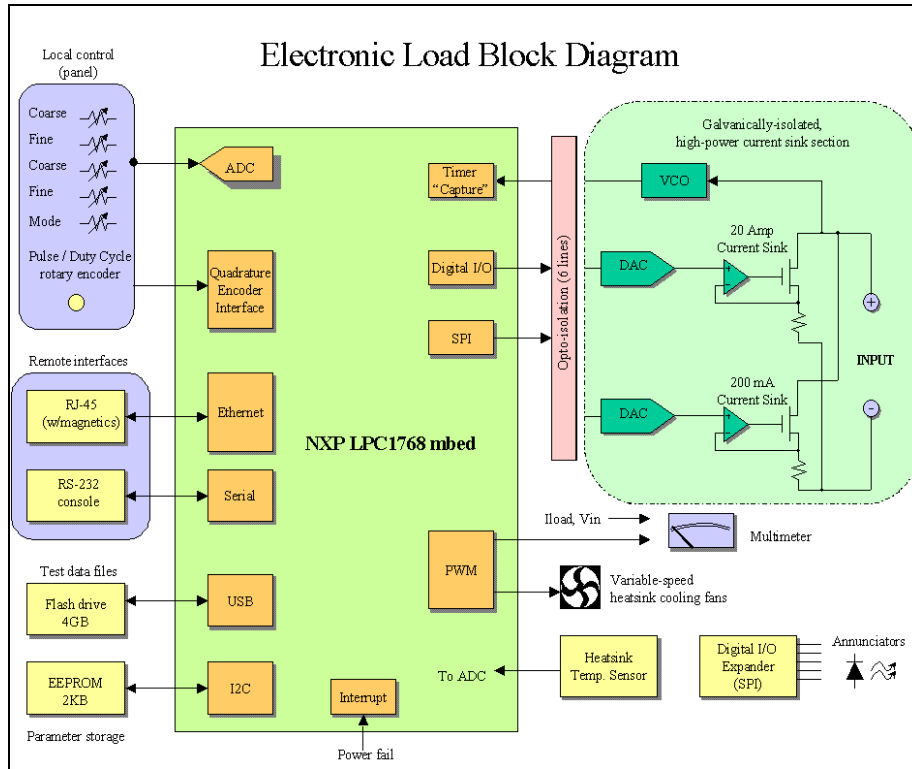 Electronic Load Block Diagram
Local control
(panel)
Coarse
Fine
Coarse
Fine
Mode
Pulse / Duty Cycle
rotary encoder
ADC
Quadrature
Encoder
Interface
Timer
“Capture”
Digital I/O
SPI
Opto-isolation (6 lines)
Galvanically-isolated,
high-power current sink section
VCO
20 Amp
Current Sink
DAC
+
-
200 mA
Current Sink
DAC
+
-
+
INPUT
-
Remote interfaces
RJ-45
(w/magnetics)
RS-232
console
Ethernet
Serial
NXP LPC1768 mbed
Test data files
Flash drive
4GB
EEPROM
2KB
Parameter storage
USB
I2C
Interrupt
Power fail
PWM
Iload, Vin
Multimeter
Variable-speed
heatsink cooling fans
To ADC
Heatsink
Temp. Sensor
Digital I/O
Expander
(SPI)
Annunciators